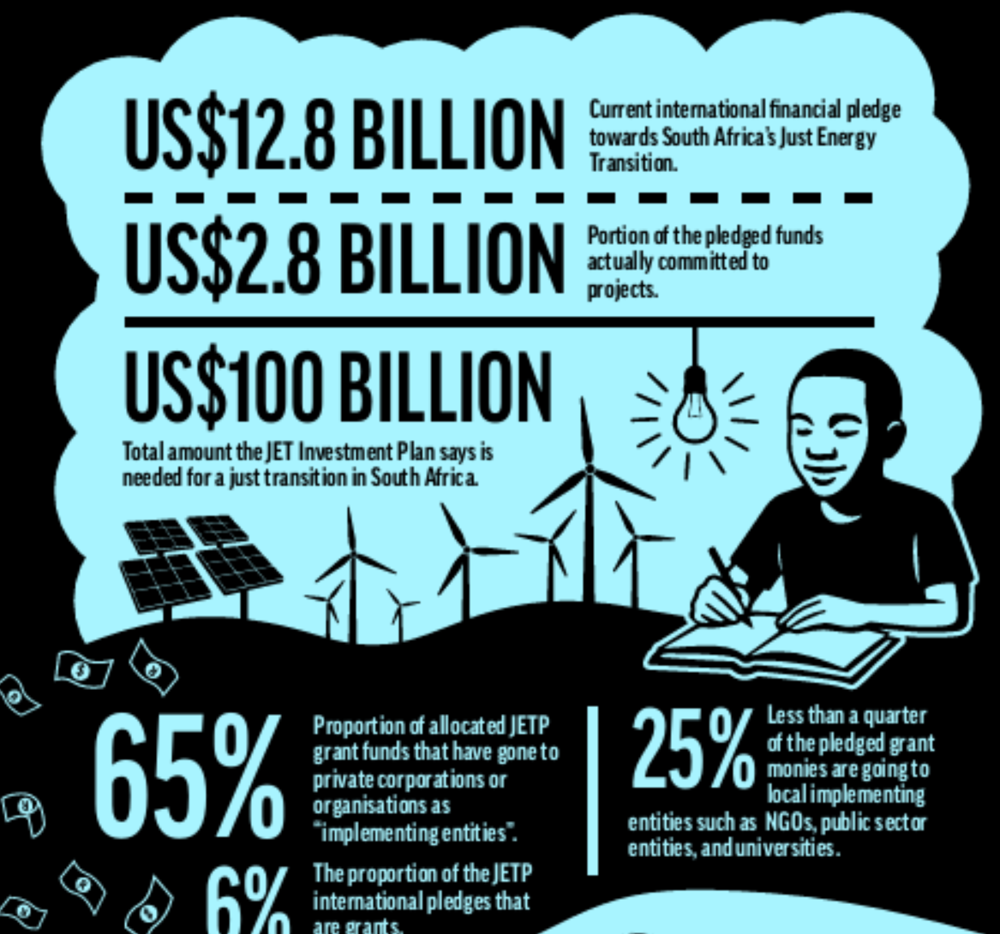 US$12.8 BILLION
Current international financial pledge
towards South Africa's Just Energy
Transition.
US$2.8 BILLION
Portion of the pledged funds
actually committed to
projects.
US$100 BILLION
Total amount the JET Investment Plan says is
needed for a just transition in South Africa.
65%
Proportion of allocated JETP
grant funds that have gone to
private corporations or
organisations as
"implementing entities".
25%
Less than a quarter
of the pledged grant
monies are going to
local implementing
entities such as NGOs, public sector
entities, and universities.
6%
The proportion of the JETP
international pledges that
are grants.